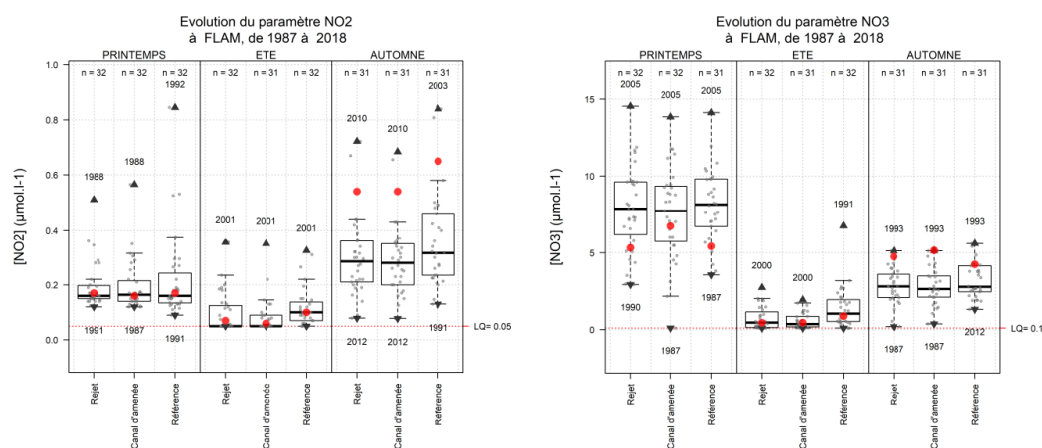 Evolution du paramètre NO2
à FLAM, de 1987 à 2018
PRINTEMPS ETE AUTOMNE
n = 32 n = 32 n = 32 n = 32 n = 31 n = 32 n = 31 n = 31 n = 31
[NO2] (µmol.l-1)
1.0
0.8
0.6
0.4
0.2
0.0
1988 1988 1992 2001 2001 2001 2010 2010 2003
1991 1987 1991 2012 2012 1991
LQ= 0.05
Rejet Canal d'amenée Référence Rejet Canal d'amenée Référence Rejet Canal d'amenée Référence
Evolution du paramètre NO3
à FLAM, de 1987 à 2018
PRINTEMPS ETE AUTOMNE
n = 32 n = 32 n = 32 n = 32 n = 31 n = 32 n = 31 n = 31 n = 31
[NO3] (µmol.l-1)
15
10
5
0
2005 2005 2005 2000 2000 1991 1993 1993 1993
1990 1987 1987 1987 1987 2012
LQ= 0.1
Rejet Canal d'amenée Référence Rejet Canal d'amenée Référence Rejet Canal d'amenée Référence